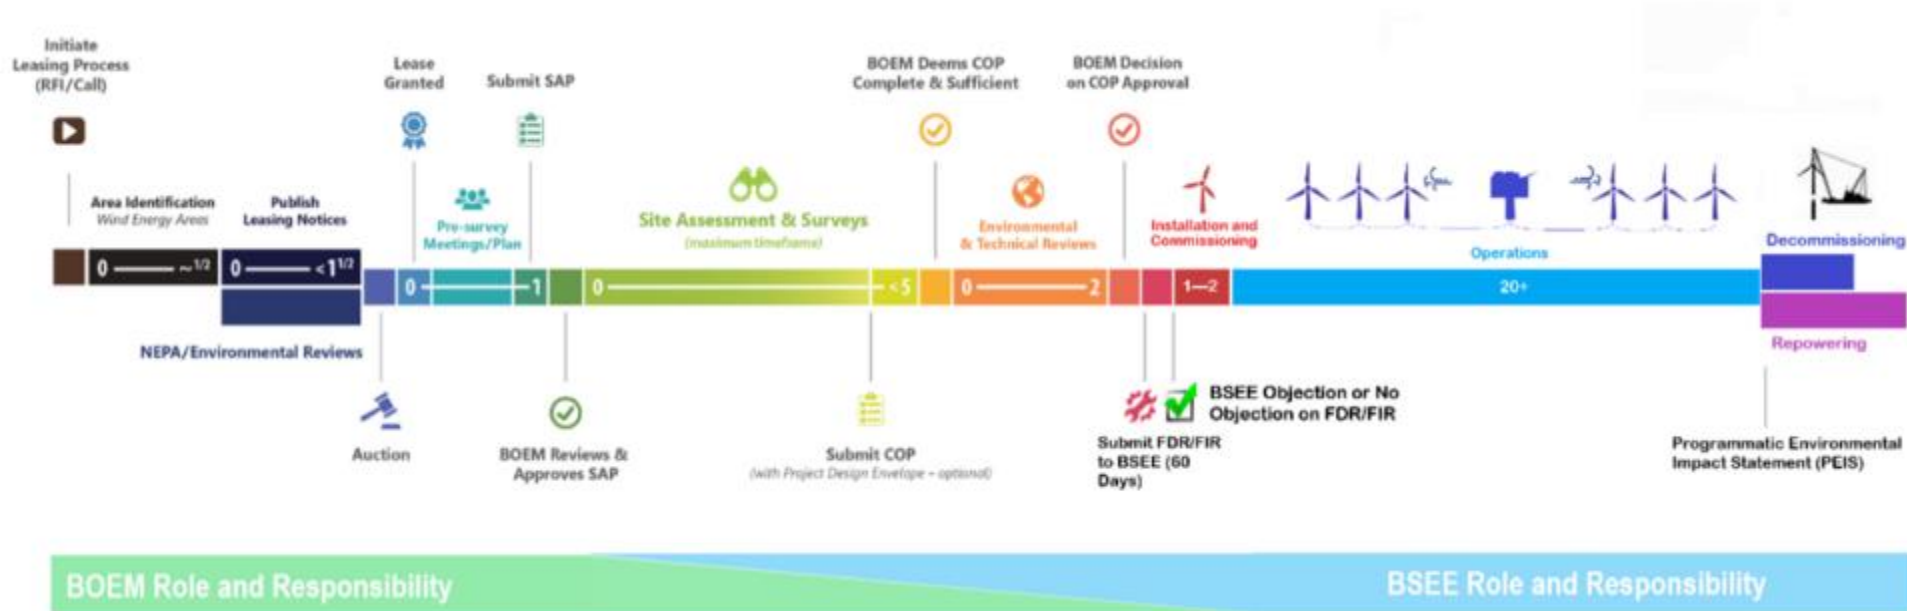 Initiate
Leasing Process
(RFI/Call)
Lease
Granted
Submit SAP
BOEM Deems COP
Complete & Sufficient
BOEM Decision
on COP Approval
Area Identification
Wind Energy Areas
Publish
Leasing Notices
Pre-survey
Meetings/Plan
Site Assessment & Surveys
(maximum timeframe)
Environmental
& Technical Reviews
Installation and
Commissioning
Operations
Decommissioning
0 ~1/2
0 <1 1/2
0 1
0 <5
0 2
1—2
20+
Repowering
NEPA/Environmental Reviews
Auction
BOEM Reviews &
Approves SAP
Submit COP
(with Project Design Envelope – optional)
BSEE Objection or No
Objection on FDR/FIR
Submit FDR/FIR
to BSEE (60
Days)
Programmatic Environmental
Impact Statement (PEIS)
BOEM Role and Responsibility
BSEE Role and Responsibility